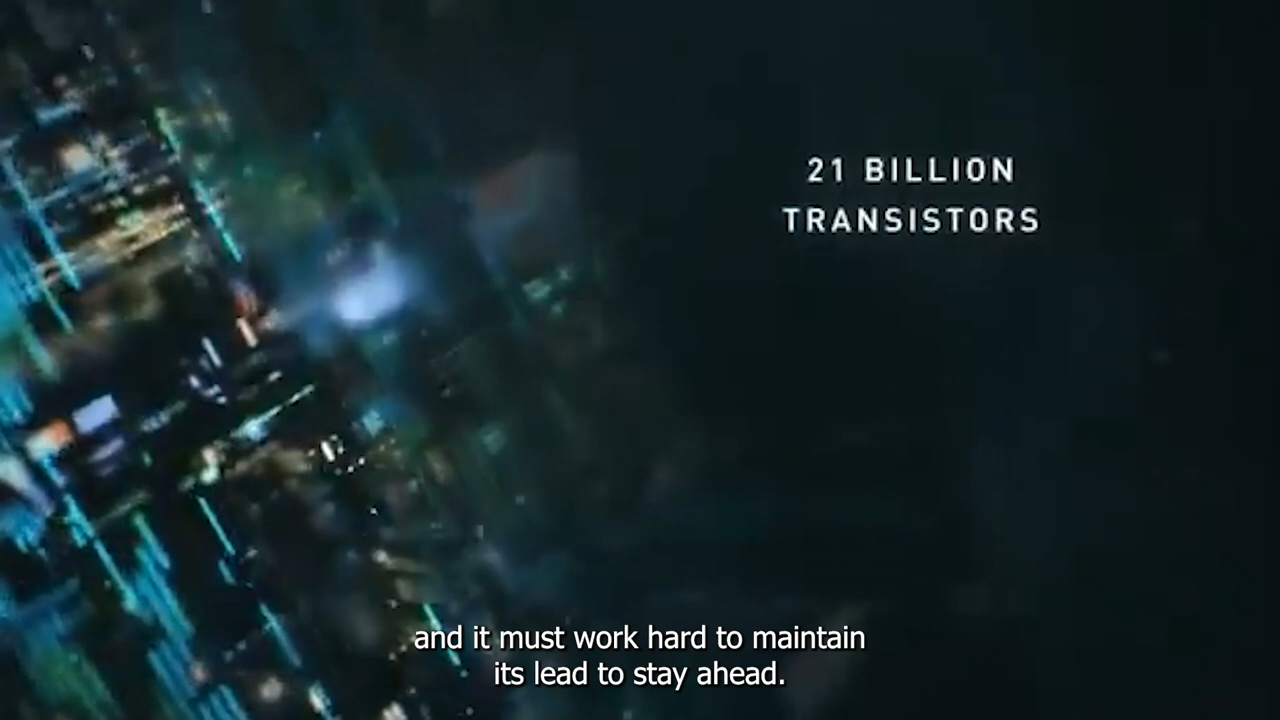 21 BILLION
TRANSISTORS
and it must work hard to maintain
its lead to stay ahead.